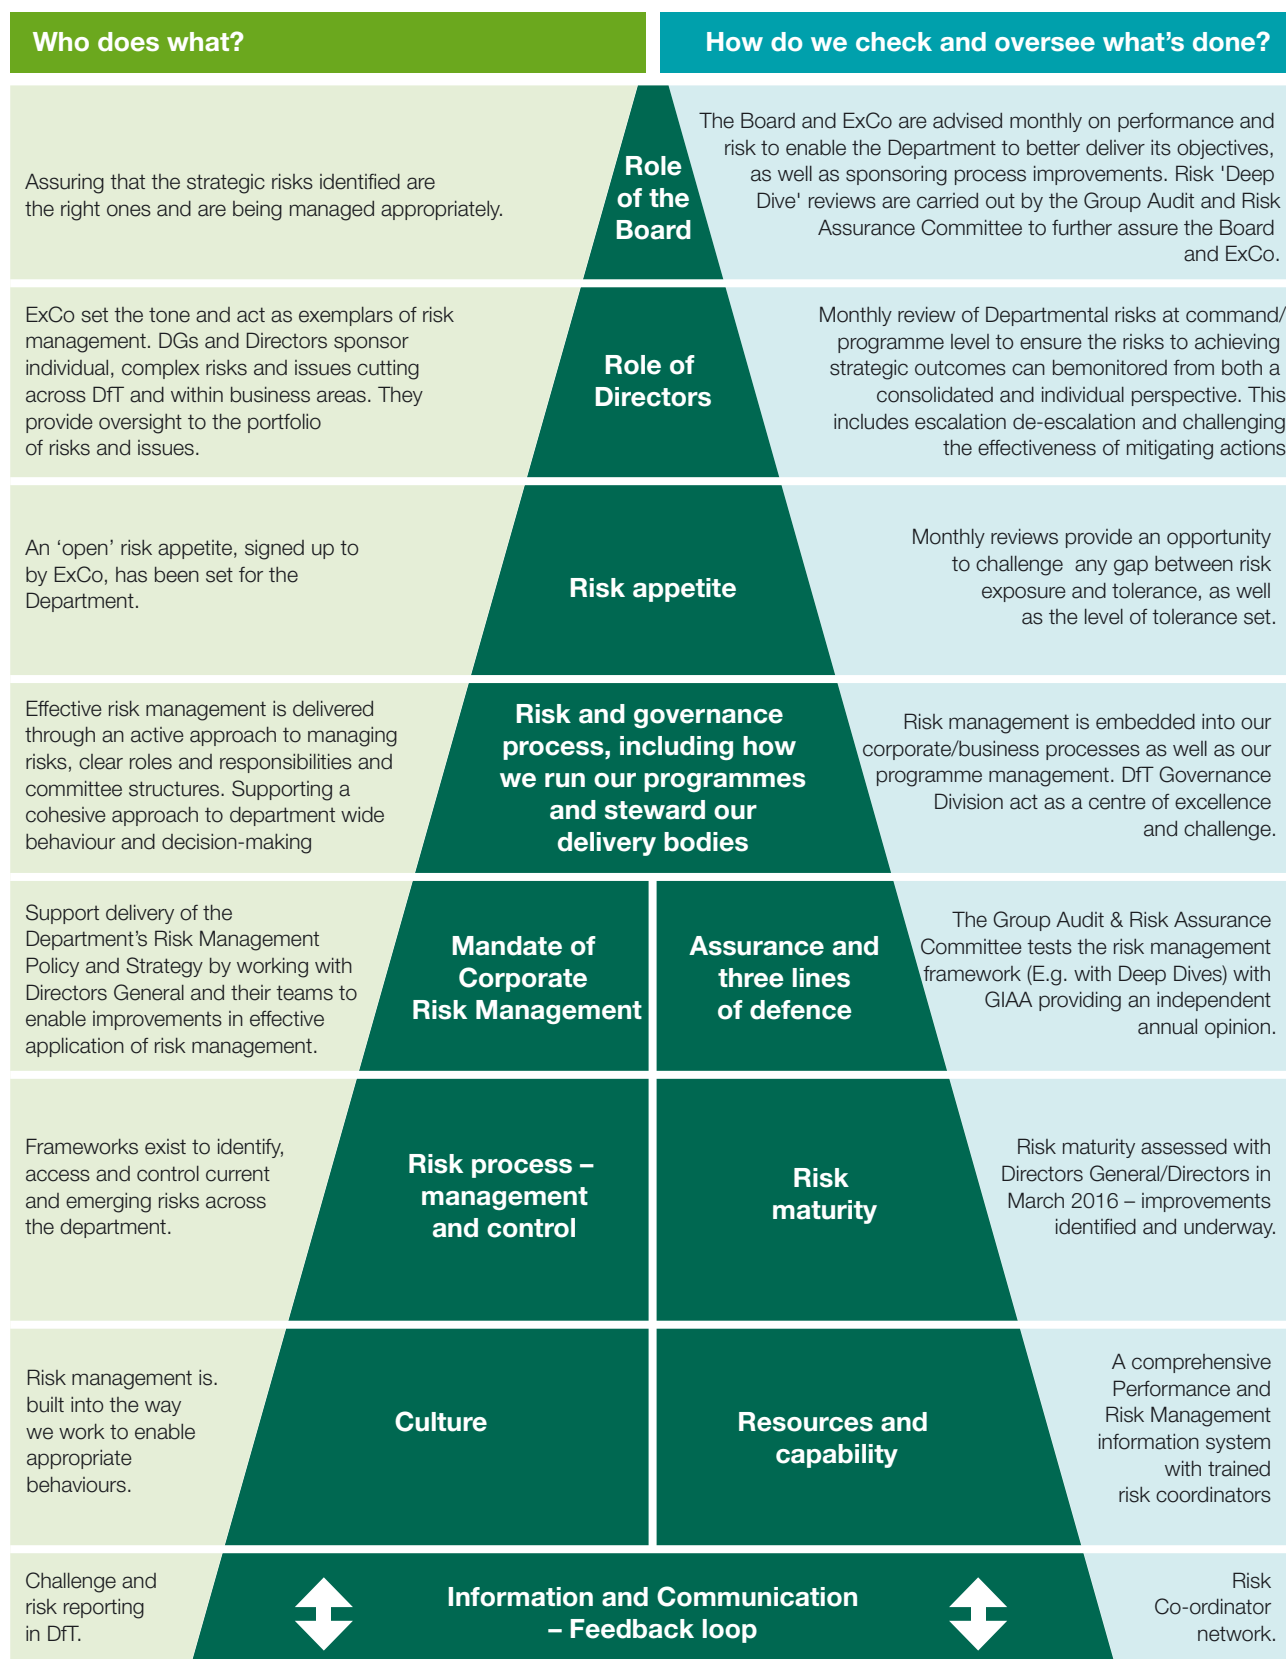 Who does what?
How do we check and oversee what’s done?
Assuring that the strategic risks identified are
the right ones and are being managed appropriately.
Role
of the
Board
The Board and ExCo are advised monthly on performance and
risk to enable the Department to better deliver its objectives,
as well as sponsoring process improvements. Risk 'Deep
Dive' reviews are carried out by the Group Audit and Risk
Assurance Committee to further assure the Board
and ExCo.
ExCo set the tone and act as exemplars of risk
management. DGs and Directors sponsor
individual, complex risks and issues cutting
across DfT and within business areas. They
provide oversight to the portfolio
of risks and issues.
Role of
Directors
Monthly review of Departmental risks at command/
programme level to ensure the risks to achieving
strategic outcomes can bemonitored from both a
consolidated and individual perspective. This
includes escalation de-escalation and challenging
the effectiveness of mitigating actions
An ‘open’ risk appetite, signed up to
by ExCo, has been set for the
Department.
Risk appetite
Monthly reviews provide an opportunity
to challenge  any gap between risk
exposure and tolerance, as well
as the level of tolerance set.
Effective risk management is delivered
through an active approach to managing
risks, clear roles and responsibilities and
committee structures. Supporting a
cohesive approach to department wide
behaviour and decision-making
Risk and governance
process, including how
we run our programmes
and steward our
delivery bodies
Risk management is embedded into our
corporate/business processes as well as our
programme management. DfT Governance
Division act as a centre of excellence
and challenge.
Support delivery of the
Department’s Risk Management
Policy and Strategy by working with
Directors General and their teams to
enable improvements in effective
application of risk management.
Mandate of
Corporate
Risk Management
Assurance and
three lines
of defence
The Group Audit & Risk Assurance
Committee tests the risk management
framework (E.g. with Deep Dives) with
GIAA providing an independent
annual opinion.
Frameworks exist to identify,
access and control current
and emerging risks across
the department.
Risk process –
management
and control
Risk
maturity
Risk maturity assessed with
Directors General/Directors in
March 2016 – improvements
identified and underway.
Risk management is.
built into the way
we work to enable
appropriate
behaviours.
Culture
Resources and
capability
A comprehensive
Performance and
Risk Management
information system
with trained
risk coordinators
Challenge and
risk reporting
in DfT.
Information and Communication
– Feedback loop
Risk
Co-ordinator
network.